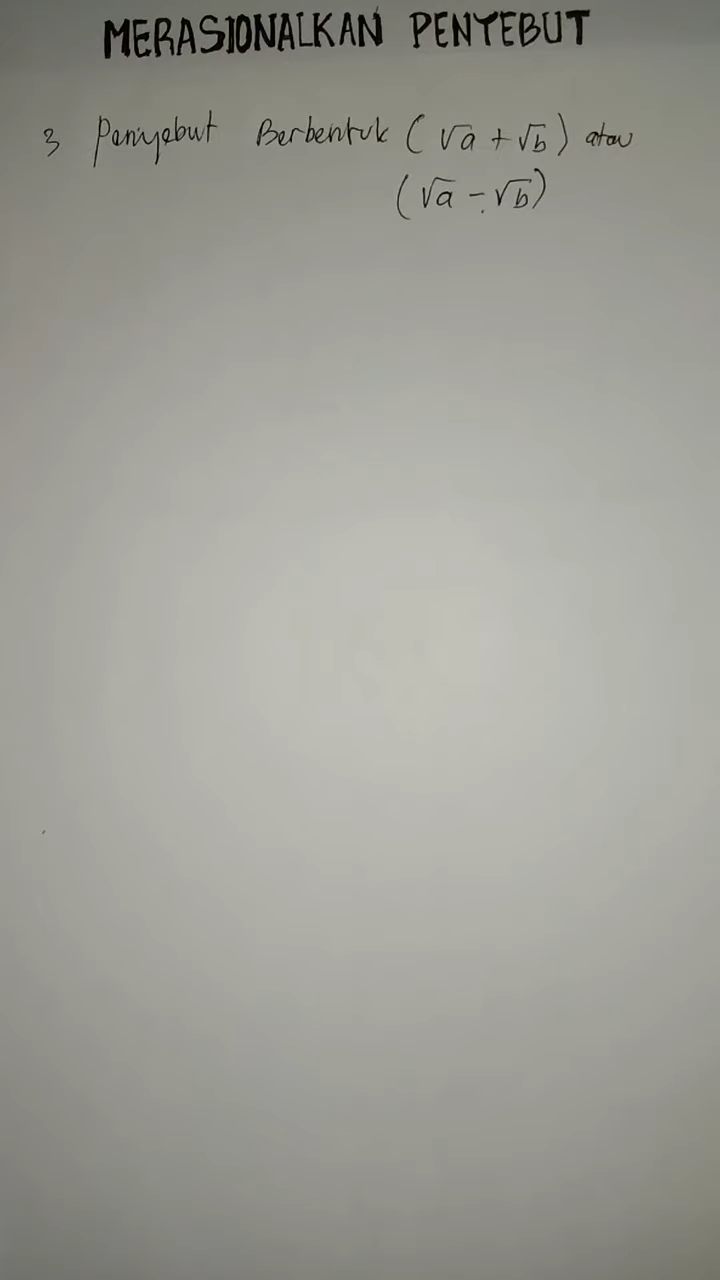 MERASIONALKAN PENYEBUT
3 Penyebut Berbentuk (√a + √b) atau
(√a - √b)